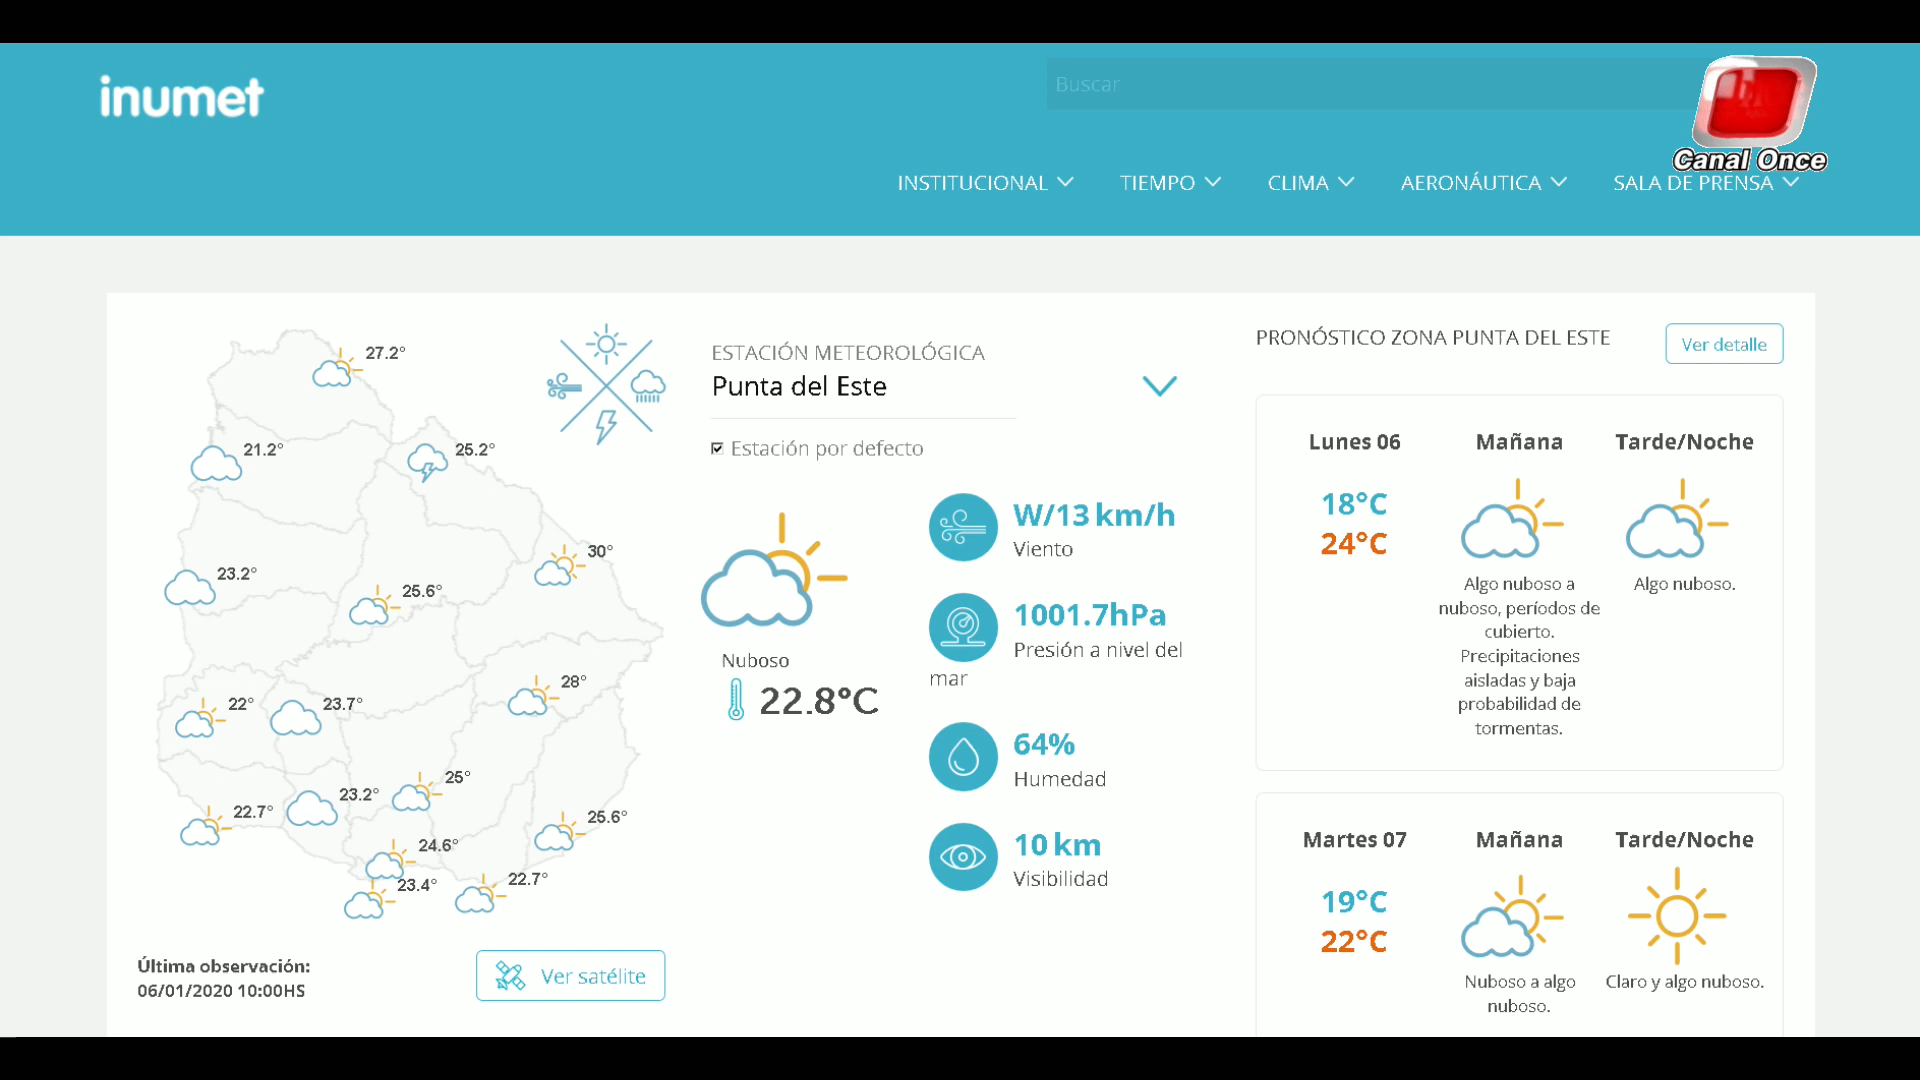 inumet
Buscar
Canal Once
INSTITUCIONAL
TIEMPO
CLIMA
AERONÁUTICA
SALA DE PRENSA
27.2°
21.2°
25.2°
30°
23.2°
25.6°
28°
22°
23.7°
25°
23.2°
22.7°
25.6°
24.6°
23.4°
22.7°
Última observación:
06/01/2020 10:00HS
Ver satélite
ESTACIÓN METEOROLÓGICA
Punta del Este
Estación por defecto
Nuboso
22.8°C
W/13 km/h
Viento
1001.7hPa
Presión a nivel del
mar
64%
Humedad
10 km
Visibilidad
PRONÓSTICO ZONA PUNTA DEL ESTE
Ver detalle
Lunes 06
18°C
24°C
Mañana
Algo nuboso a
nuboso, períodos de
cubierto.
Precipitaciones
aisladas y baja
probabilidad de
tormentas.
Tarde/Noche
Algo nuboso.
Martes 07
19°C
22°C
Mañana
Nuboso a algo
nuboso.
Tarde/Noche
Claro y algo nuboso.